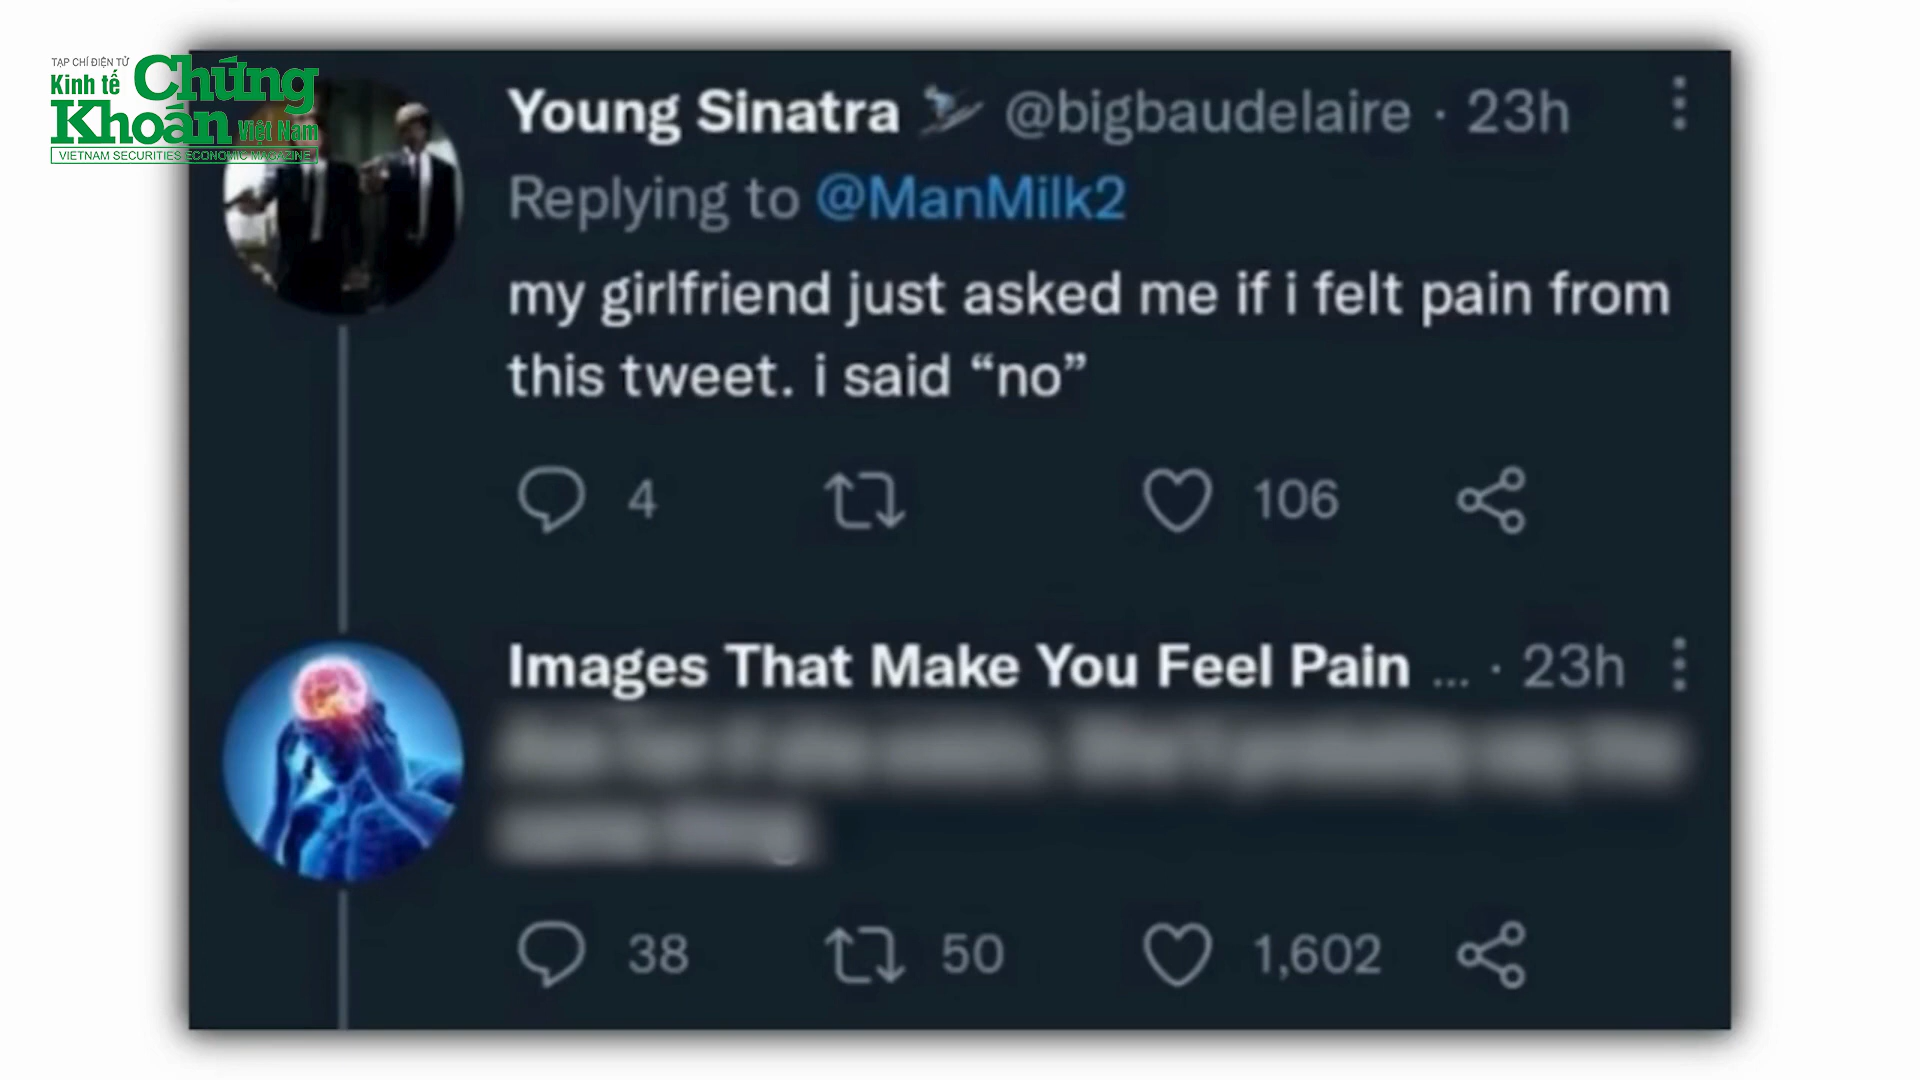 TẠP CHÍ ĐIỆN TỬ
Kinh tế Chứng
Khoán Việt Nam
VIETNAM SECURITIES ECONOMIC MAGAZINE
Young Sinatra @bigbaudelaire · 23h
Replying to @ManMilk2
my girlfriend just asked me if i felt pain from
this tweet. i said “no”
4 106
Images That Make You Feel Pain ... · 23h
38 50 1,602